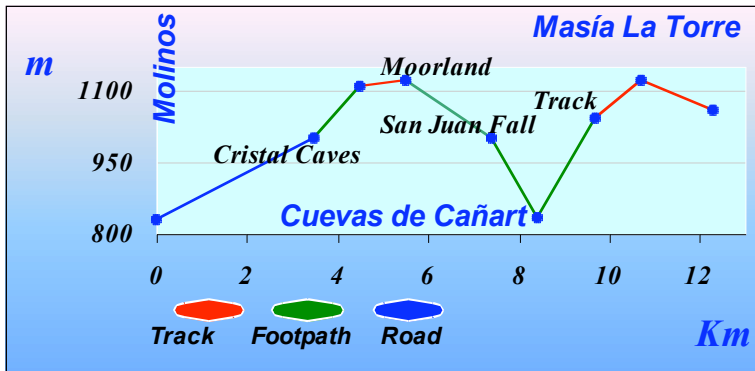 Masía La Torre
m
Molinos
1100
Moorland
Track
San Juan Fall
950
Cristal Caves
Cuevas de Cañart
800
0 2 4 6 8 10 12
Track Footpath Road
Km